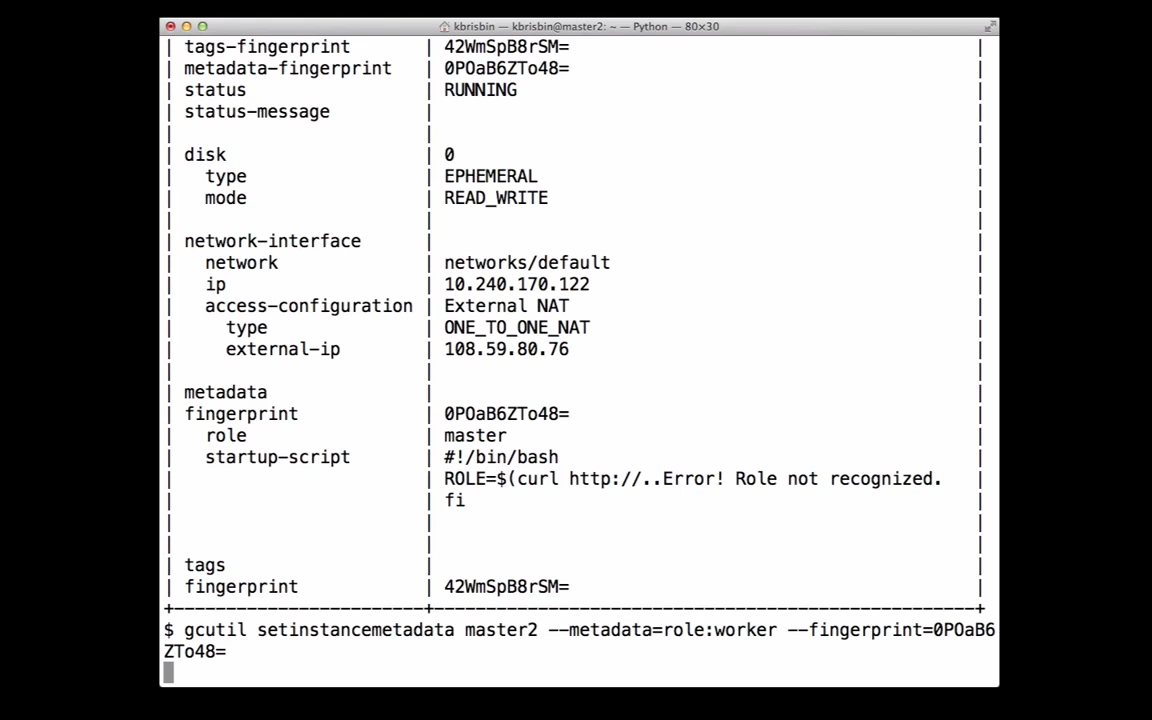 kbrisbin — kbrisbin@master2: ~ — Python — 80×30
| tags-fingerprint | 42WmSpB8rSM= |
| metadata-fingerprint | 0POaB6ZTo48= |
| status | RUNNING |
| status-message | |
| | |
| disk | 0 |
| type | EPHEMERAL |
| mode | READ_WRITE |
| | |
| network-interface | |
| network | networks/default |
| ip | 10.240.170.122 |
| access-configuration | External NAT |
| type | ONE_TO_ONE_NAT |
| external-ip | 108.59.80.76 |
| | |
| metadata | |
| fingerprint | 0POaB6ZTo48= |
| role | master |
| startup-script | #!/bin/bash |
| | ROLE=$(curl http://..Error! Role not recognized. |
| | fi |
| | |
| | |
| tags | |
| fingerprint | 42WmSpB8rSM= |
+-------------------------+-----------------------------------------------------+
$ gcutil setinstancemetadata master2 --metadata=role:worker --fingerprint=0POaB6
ZTo48=